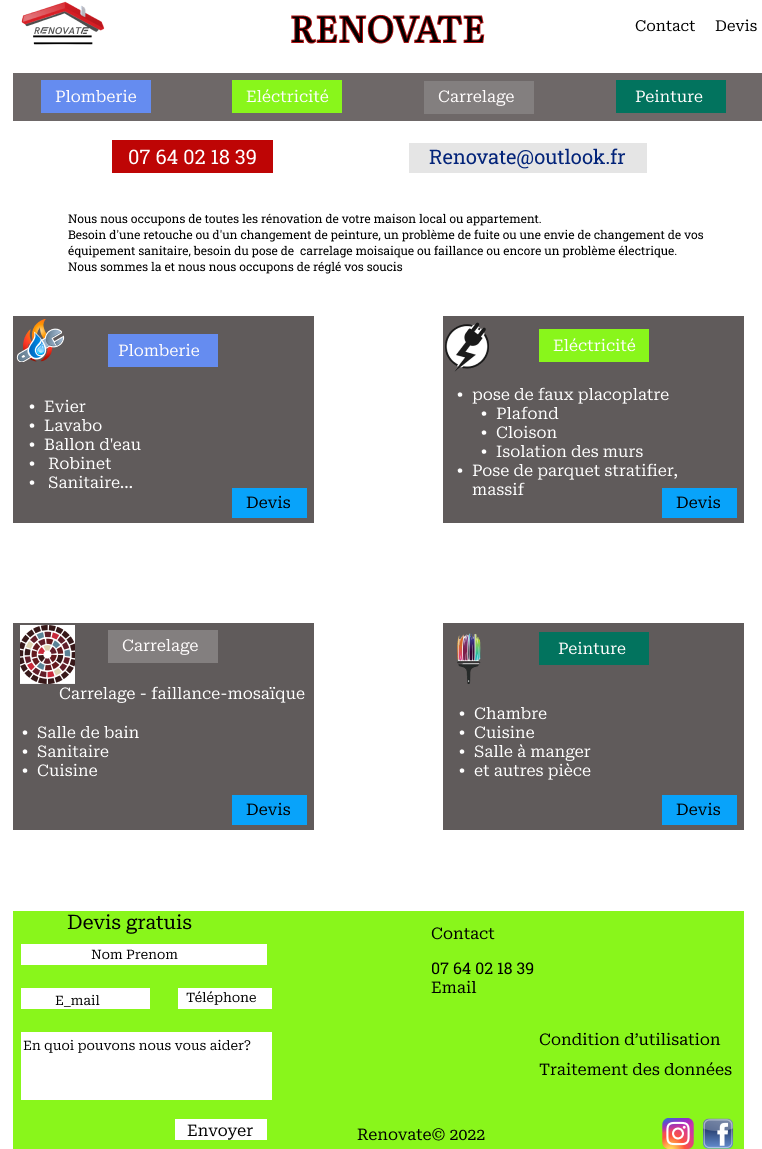 RENOVATE
RENOVATE
Contact Devis
Plomberie Eléctricité Carrelage Peinture
07 64 02 18 39 Renovate@outlook.fr
Nous nous occupons de toutes les rénovation de votre maison local ou appartement.
Besoin d'une retouche ou d'un changement de peinture, un problème de fuite ou une envie de changement de vos
équipement sanitaire, besoin du pose de carrelage moisaique ou faillance ou encore un problème électrique.
Nous sommes la et nous nous occupons de réglé vos soucis
Plomberie
• Evier
• Lavabo
• Ballon d'eau
• Robinet
• Sanitaire...
Devis
Eléctricité
• pose de faux placoplatre
• Plafond
• Cloison
• Isolation des murs
• Pose de parquet stratifier,
massif
Devis
Carrelage
Carrelage - faillance-mosaïque
• Salle de bain
• Sanitaire
• Cuisine
Devis
Peinture
• Chambre
• Cuisine
• Salle à manger
• et autres pièce
Devis
Devis gratuis
Nom Prenom
E_mail Téléphone
En quoi pouvons nous vous aider?
Envoyer
Contact
07 64 02 18 39
Email
Condition d’utilisation
Traitement des données
Renovate© 2022